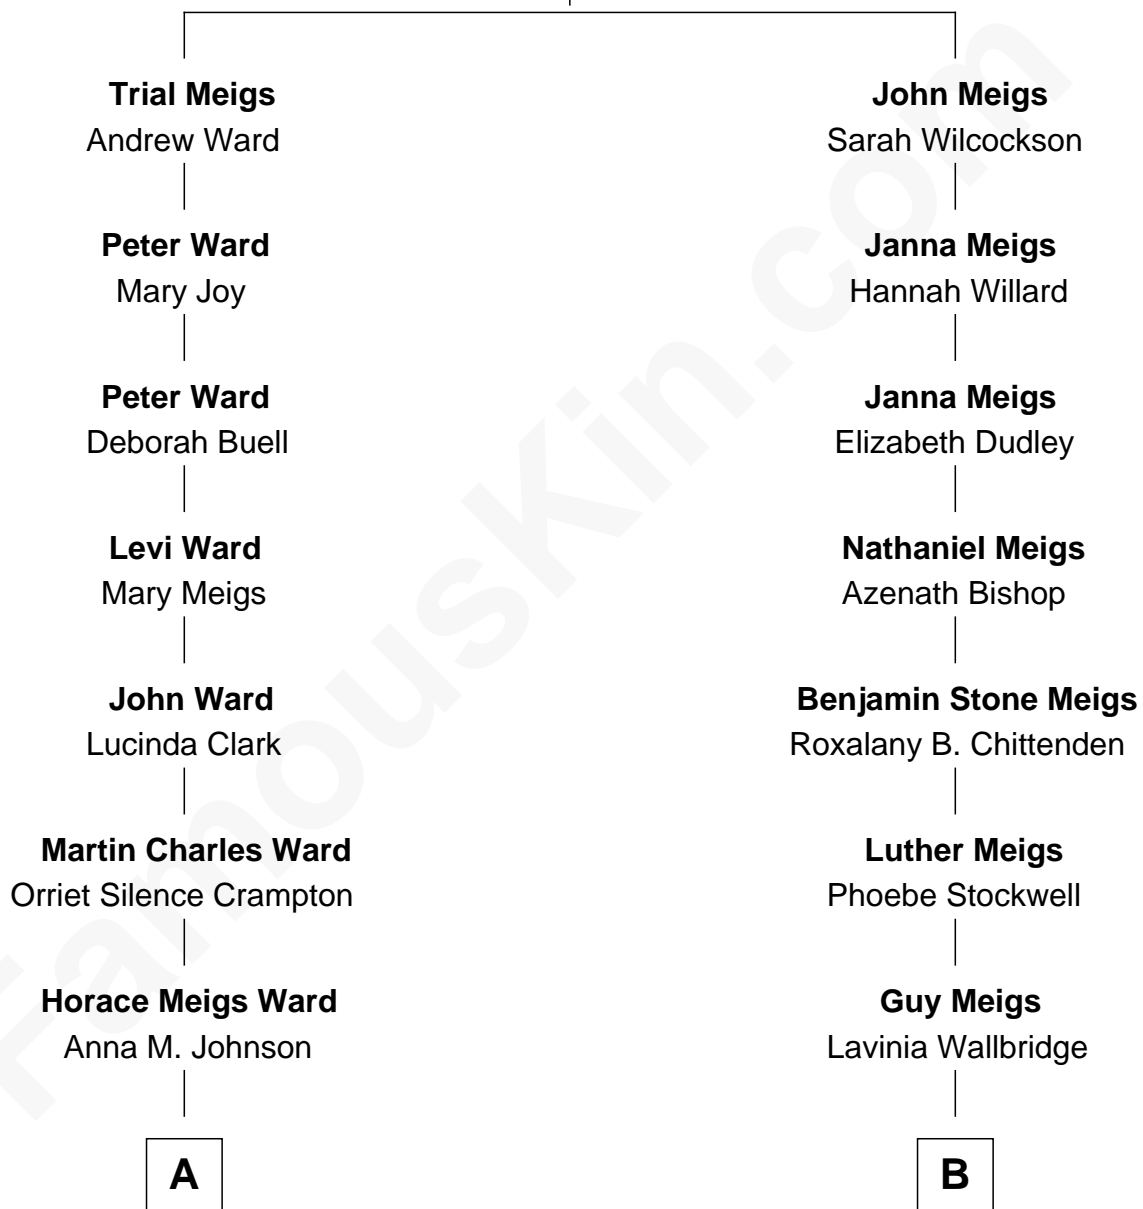 Trial Meigs
Andrew Ward
Peter Ward
Mary Joy
Peter Ward
Deborah Buell
Levi Ward
Mary Meigs
John Ward
Lucinda Clark
Martin Charles Ward
Orriet Silence Crampton
Horace Meigs Ward
Anna M. Johnson
A
John Meigs
Sarah Wilcockson
Janna Meigs
Hannah Willard
Janna Meigs
Elizabeth Dudley
Nathaniel Meigs
Azenath Bishop
Benjamin Stone Meigs
Roxalany B. Chittenden
Luther Meigs
Phoebe Stockwell
Guy Meigs
Lavinia Wallbridge
B
FamousKin.com